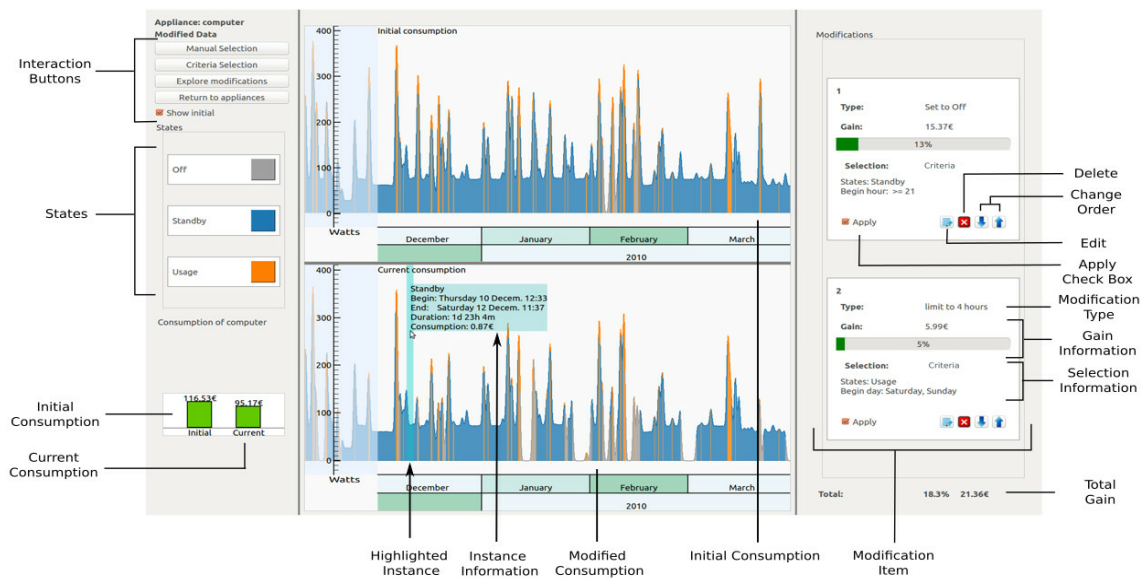 Interaction
Buttons
States
Initial
Consumption
Current
Consumption
Appliance: computer
Modified Data
Manual Selection
Criteria Selection
Explore modifications
Return to appliances
Show initial
States
Off
Standby
Usage
Consumption of computer
116.53€
95.17€
Initial
Current
Initial consumption
400
300
200
100
0
Watts
December
January
February
March
2010
Current consumption
400
300
200
100
0
Standby
Begin: Thursday 10 Decem. 12:33
End: Saturday 12 Decem. 11:37
Duration: 1d 23h 4m
Consumption: 0.87€
Watts
December
January
February
March
2010
Highlighted
Instance
Instance
Information
Modified
Consumption
Initial Consumption
Modification
Item
Modifications
1
Type: Set to Off
Gain: 15.37€
13%
Selection: Criteria
States: Standby
Begin hour: >= 21
Apply
2
Type: limit to 4 hours
Gain: 5.99€
5%
Selection: Criteria
States: Usage
Begin day: Saturday, Sunday
Apply
Total: 18.3% 21.36€
Delete
Change
Order
Edit
Apply
Check Box
Modification
Type
Gain
Information
Selection
Information
Total
Gain